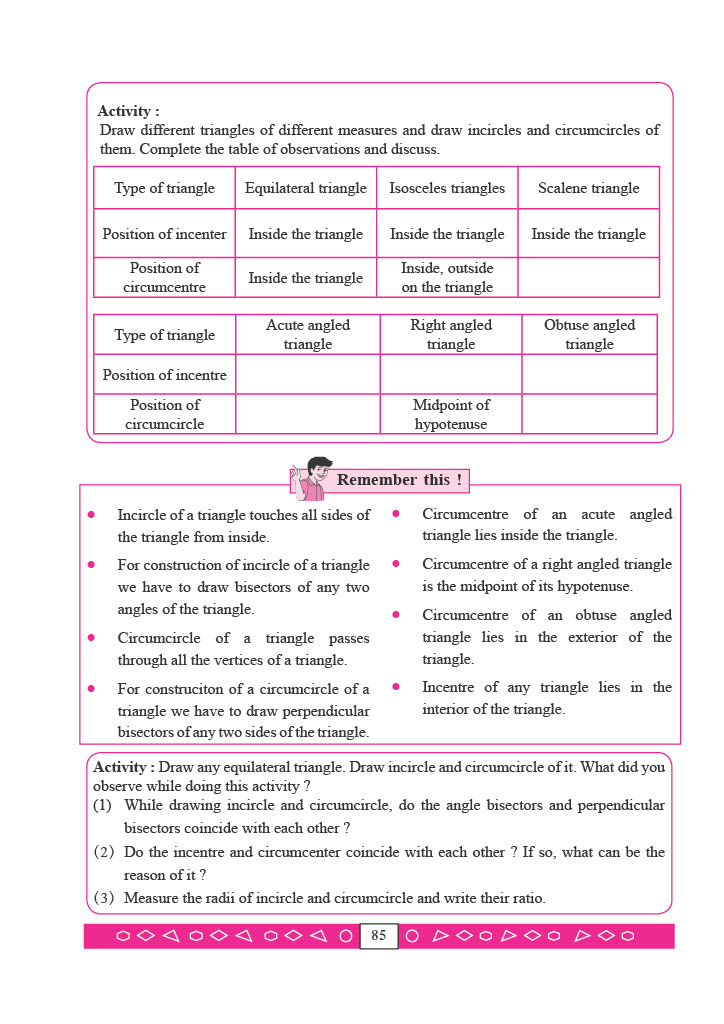 Activity :
Draw different triangles of different measures and draw incircles and circumcircles of
them. Complete the table of observations and discuss.
Type of triangle Equilateral triangle Isosceles triangles Scalene triangle
Position of incenter Inside the triangle Inside the triangle Inside the triangle
Position of
circumcentre
Inside the triangle
Inside, outside
on the triangle
Type of triangle
Acute angled
triangle
Right angled
triangle
Obtuse angled
triangle
Position of incentre
Position of
circumcircle
Midpoint of
hypotenuse
Remember this !
• Incircle of a triangle touches all sides of
the triangle from inside.
• For construction of incircle of a triangle
we have to draw bisectors of any two
angles of the triangle.
• Circumcircle of a triangle passes
through all the vertices of a triangle.
• For construciton of a circumcircle of a
triangle we have to draw perpendicular
bisectors of any two sides of the triangle.
• Circumcentre of an acute angled
triangle lies inside the triangle.
• Circumcentre of a right angled triangle
is the midpoint of its hypotenuse.
• Circumcentre of an obtuse angled
triangle lies in the exterior of the
triangle.
• Incentre of any triangle lies in the
interior of the triangle.
Activity : Draw any equilateral triangle. Draw incircle and circumcircle of it. What did you
observe while doing this activity ?
(1) While drawing incircle and circumcircle, do the angle bisectors and perpendicular
bisectors coincide with each other ?
(2) Do the incentre and circumcenter coincide with each other ? If so, what can be the
reason of it ?
(3) Measure the radii of incircle and circumcircle and write their ratio.
85